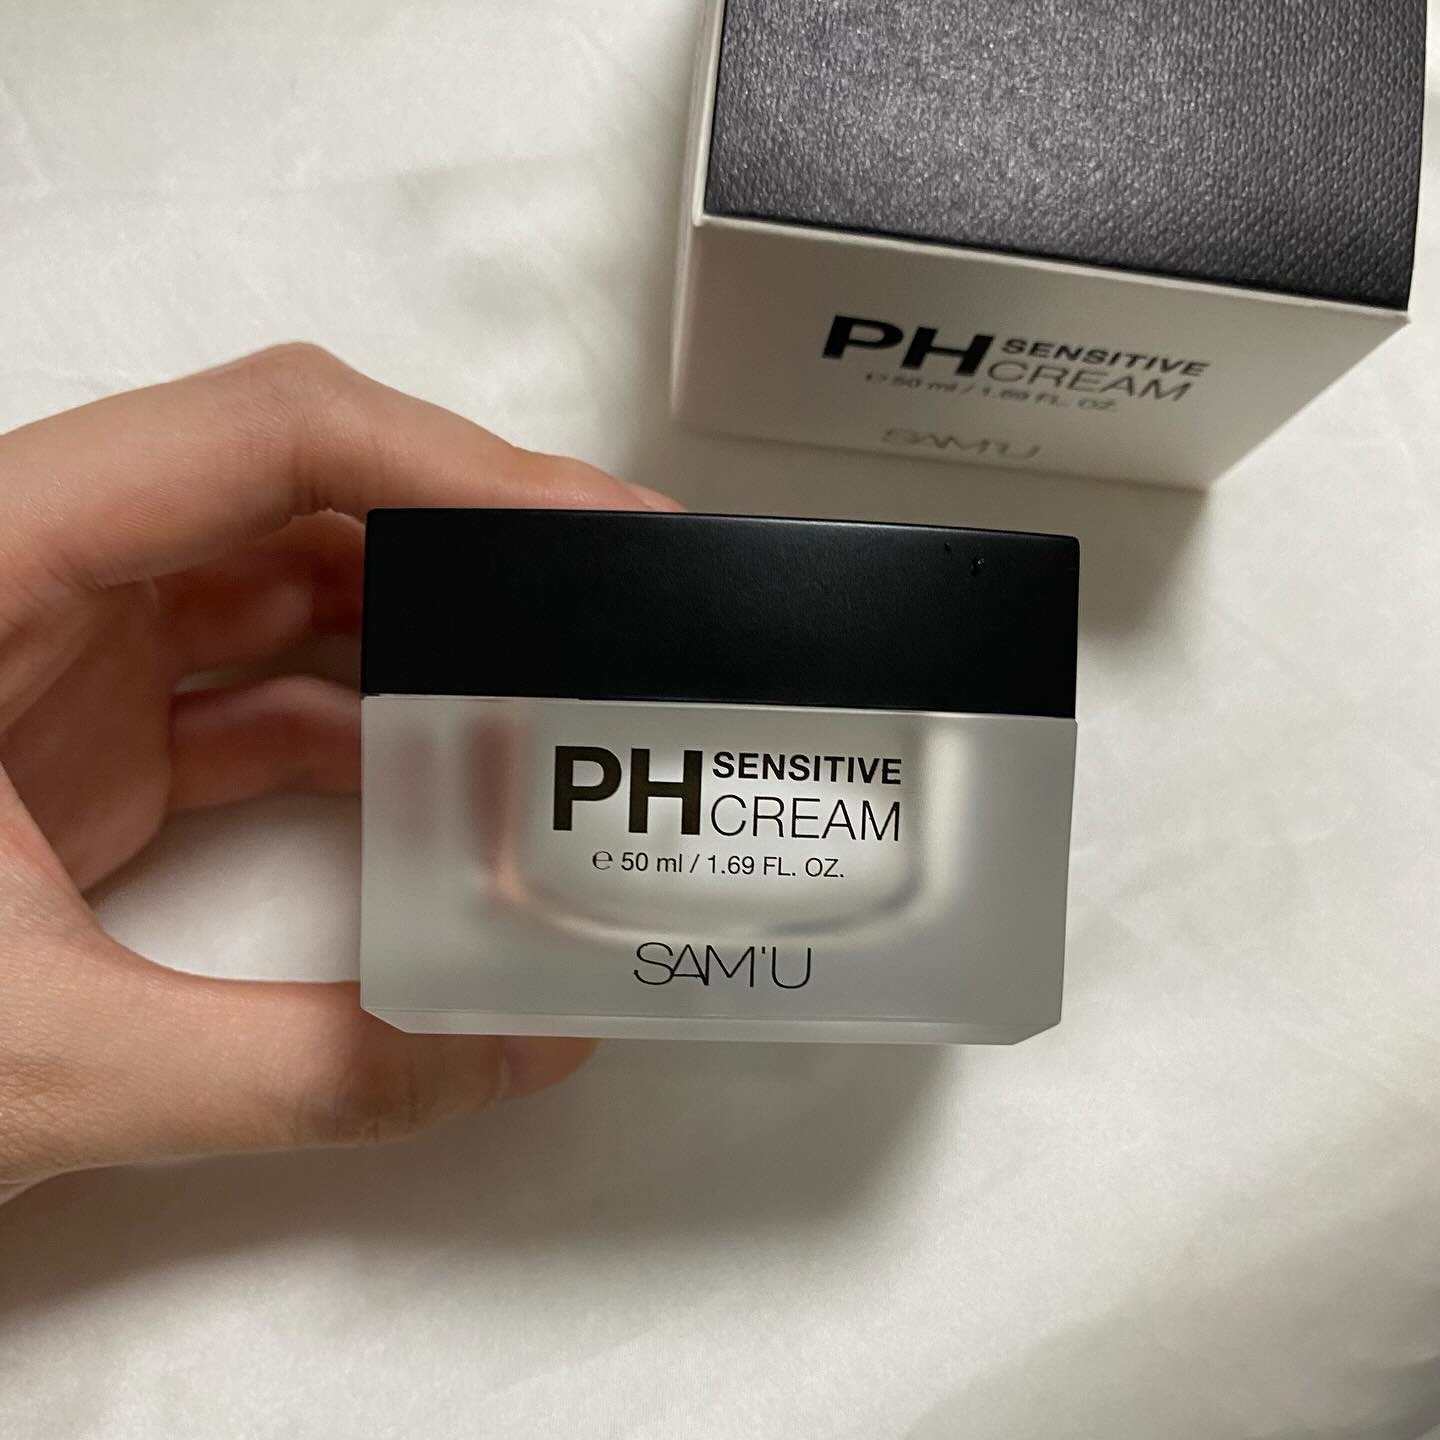 PH SENSITIVE
CREAM
℮ 50 ml / 1.69 FL. OZ.
SAM'U
PH SENSITIVE
CREAM
℮ 50 ml / 1.69 FL. OZ.
SAM'U